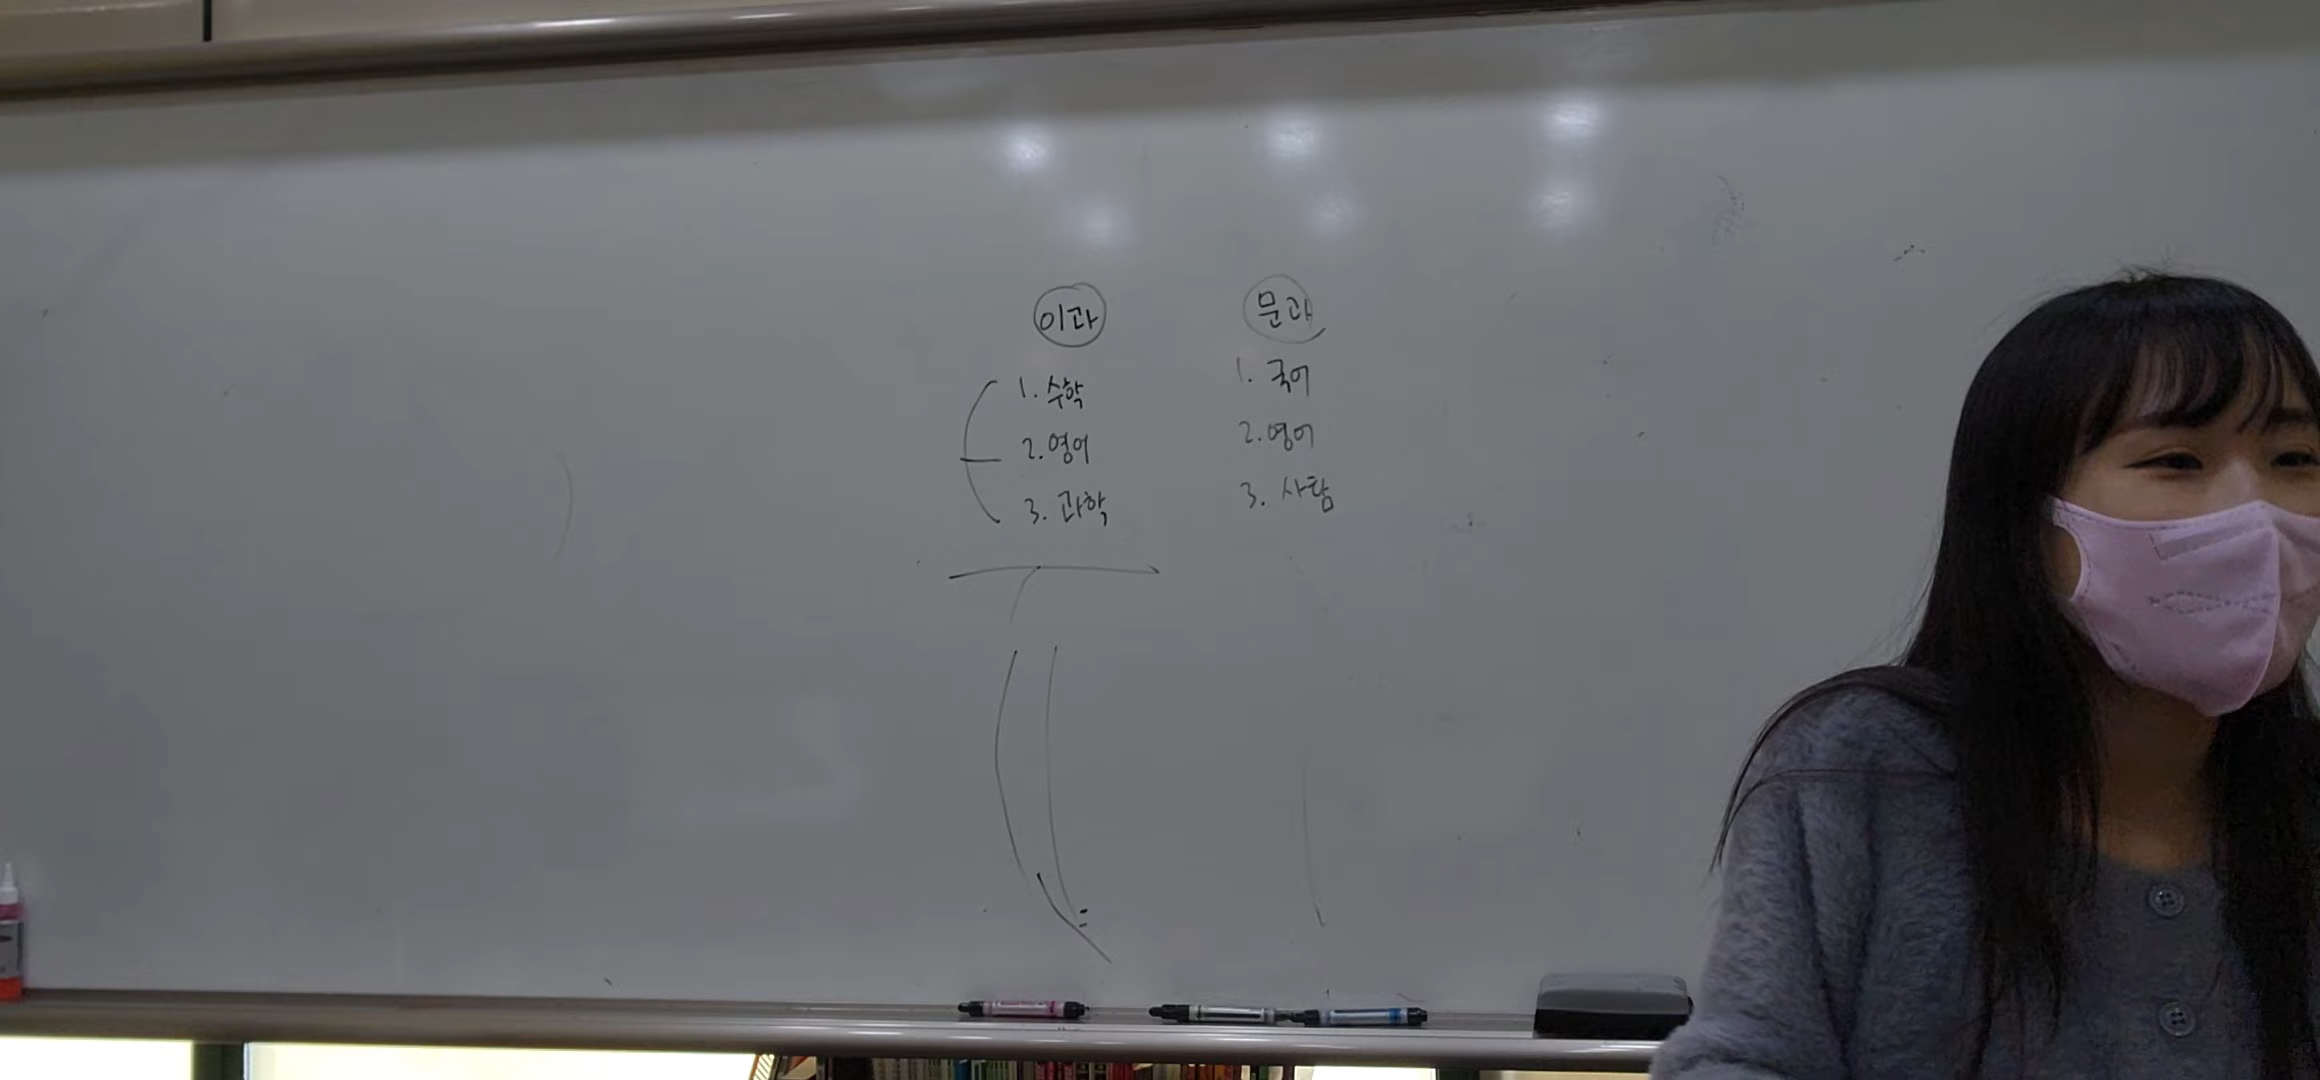 이과
1. 수학
2. 영어
3. 과학
문과
1. 국어
2. 영어
3. 사탐